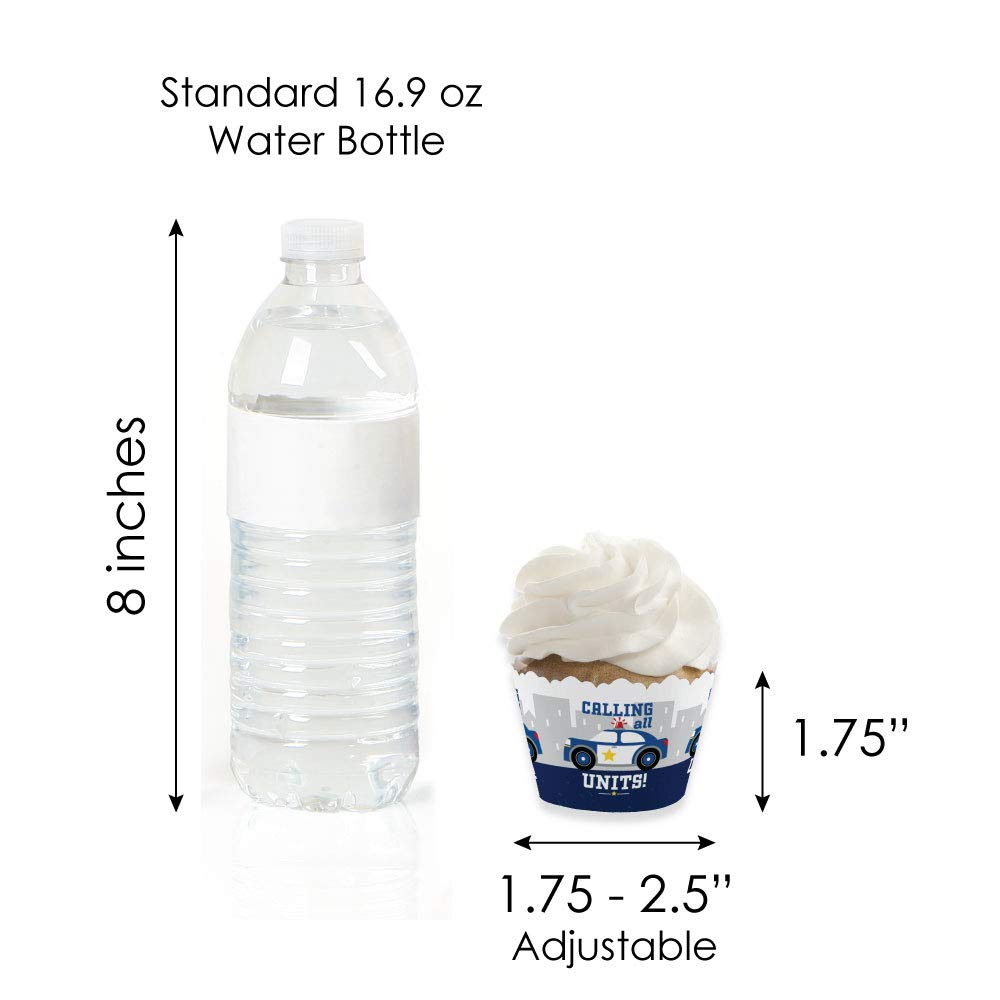 Standard 16.9 oz
Water Bottle
8 inches
CALLING
all
UNITS!
1.75”
1.75 - 2.5”
Adjustable